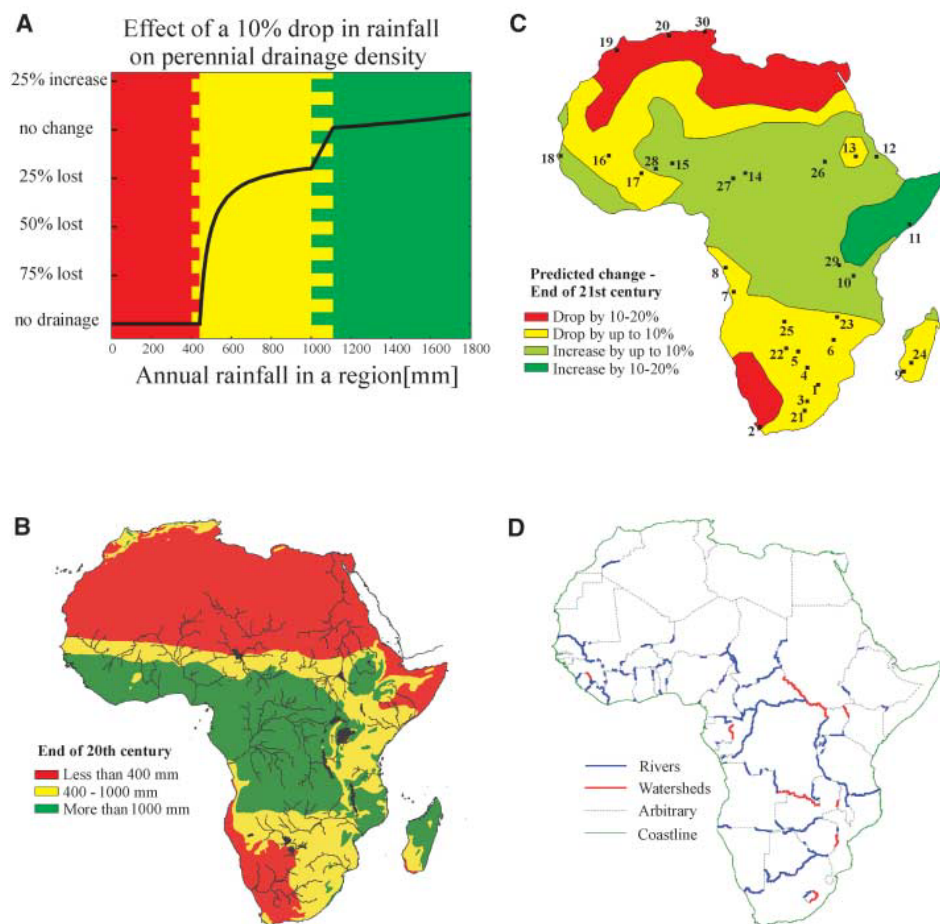 A
Effect of a 10% drop in rainfall
on perennial drainage density
25% increase
no change
25% lost
50% lost
75% lost
no drainage
0 200 400 600 800 1000 1200 1400 1600 1800
Annual rainfall in a region[mm]
C
30
20
19
18
16
17
28
15
27
14
26
13
12
11
29
10
8
7
Predicted change -
End of 21st century
Drop by 10-20%
Drop by up to 10%
Increase by up to 10%
Increase by 10-20%
25
23
22
5
6
4
24
9
1
3
21
2
B
End of 20th century
Less than 400 mm
400 - 1000 mm
More than 1000 mm
D
Rivers
Watersheds
Arbitrary
Coastline